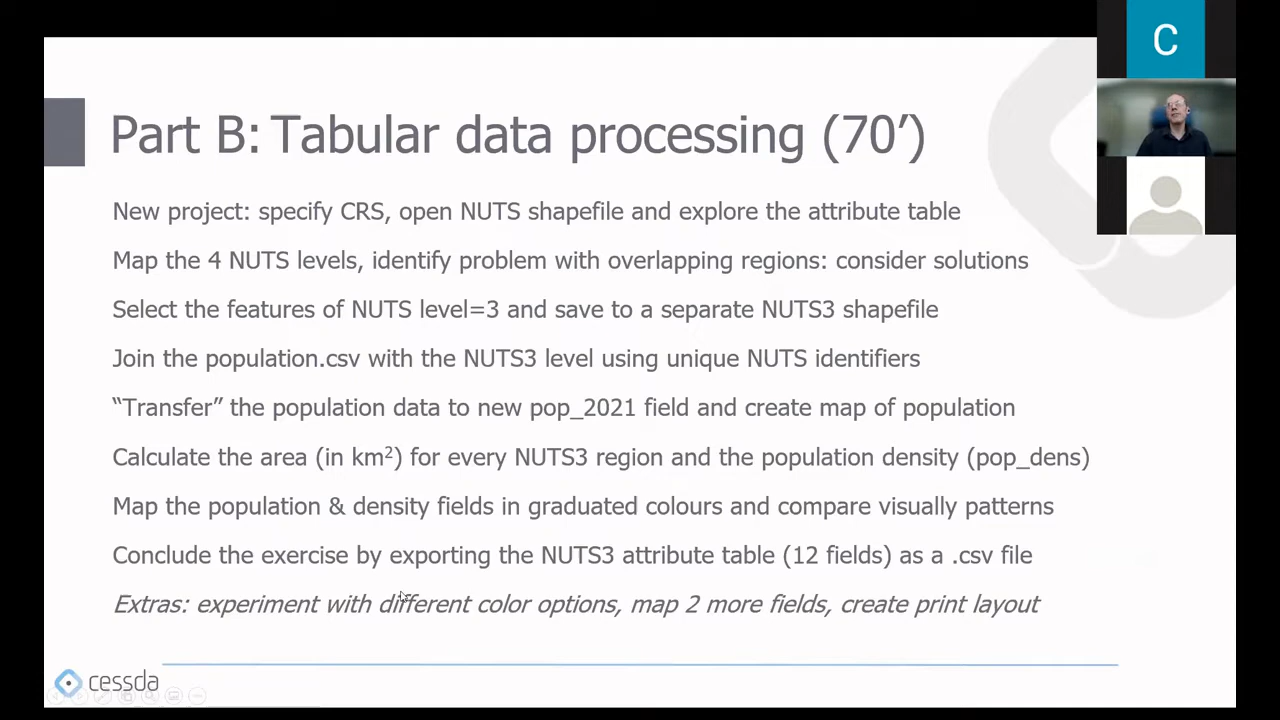 C
Part B: Tabular data processing (70’)
New project: specify CRS, open NUTS shapefile and explore the attribute table
Map the 4 NUTS levels, identify problem with overlapping regions: consider solutions
Select the features of NUTS level=3 and save to a separate NUTS3 shapefile
Join the population.csv with the NUTS3 level using unique NUTS identifiers
“Transfer” the population data to new pop_2021 field and create map of population
Calculate the area (in km²) for every NUTS3 region and the population density (pop_dens)
Map the population & density fields in graduated colours and compare visually patterns
Conclude the exercise by exporting the NUTS3 attribute table (12 fields) as a .csv file
Extras: experiment with different color options, map 2 more fields, create print layout
cessda